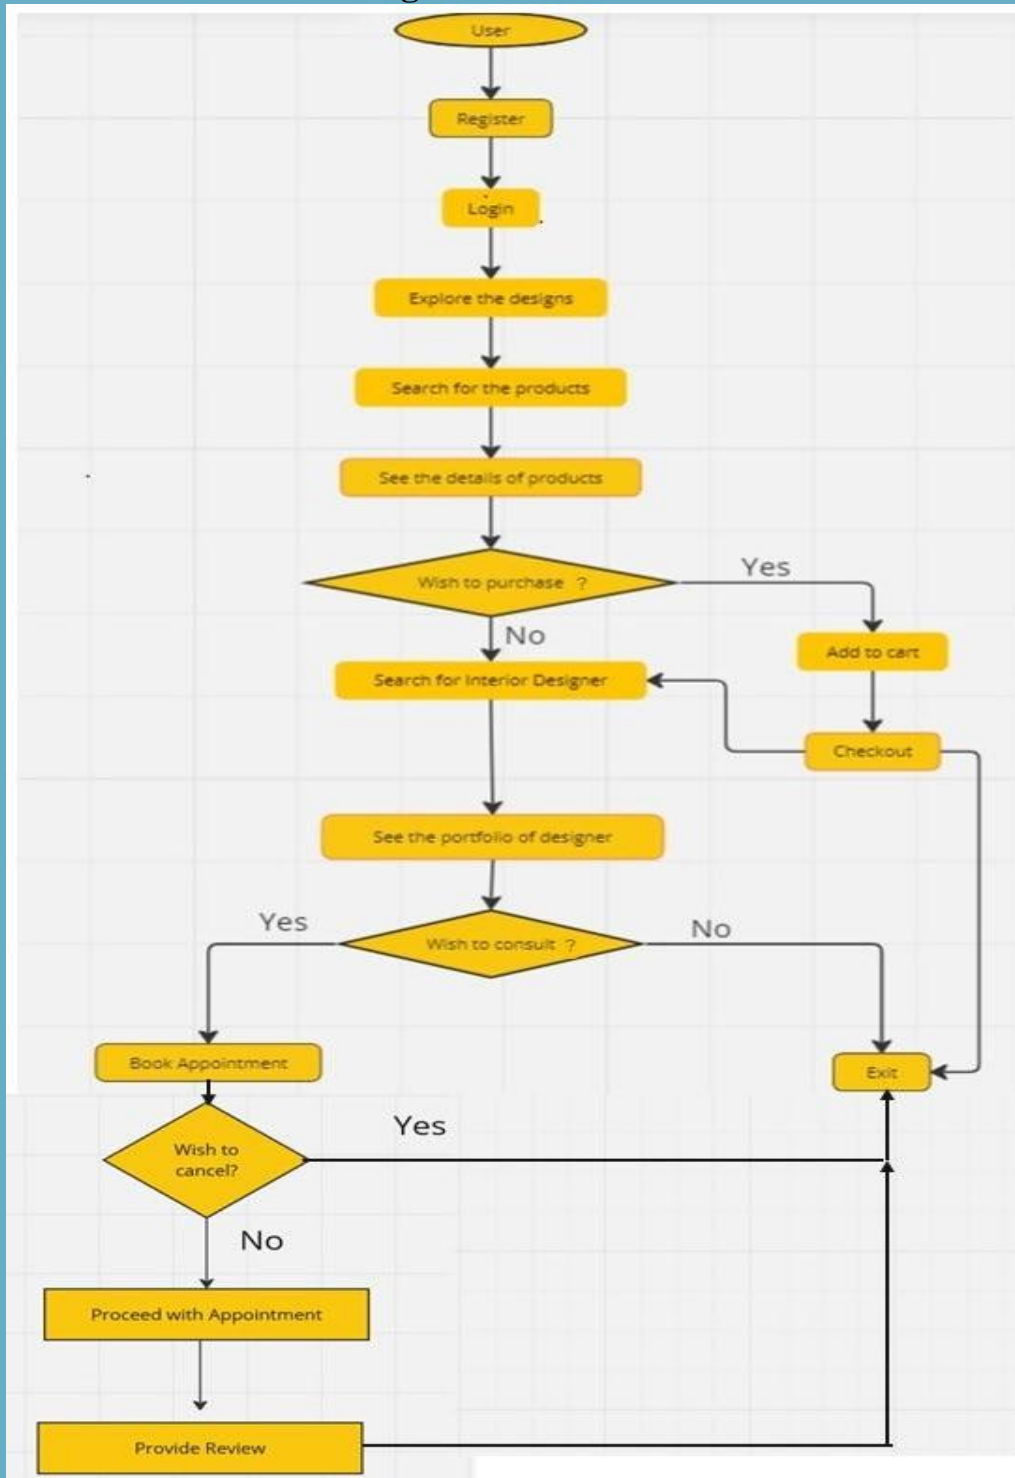 User
Register
Login
Explore the designs
Search for the products
See the details of products
Wish to purchase ?
Yes
No
Add to cart
Search for Interior Designer
Checkout
See the portfolio of designer
Yes
Wish to consult ?
No
Book Appointment
Exit
Yes
Wish to
cancel?
No
Proceed with Appointment
Provide Review